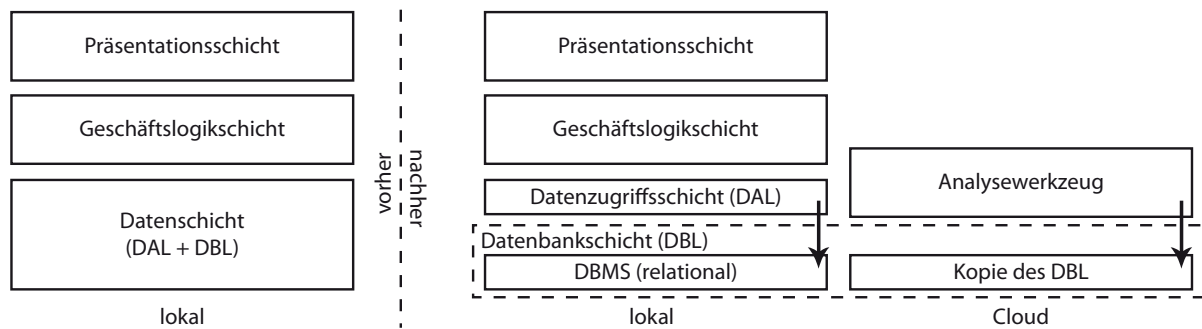 Präsentationsschicht
Geschäftslogikschicht
Datenschicht
(DAL + DBL)
lokal
vorher
nachher
Präsentationsschicht
Geschäftslogikschicht
Datenzugriffsschicht (DAL)
Datenbankschicht (DBL)
DBMS (relational)
lokal
Analysewerkzeug
Kopie des DBL
Cloud